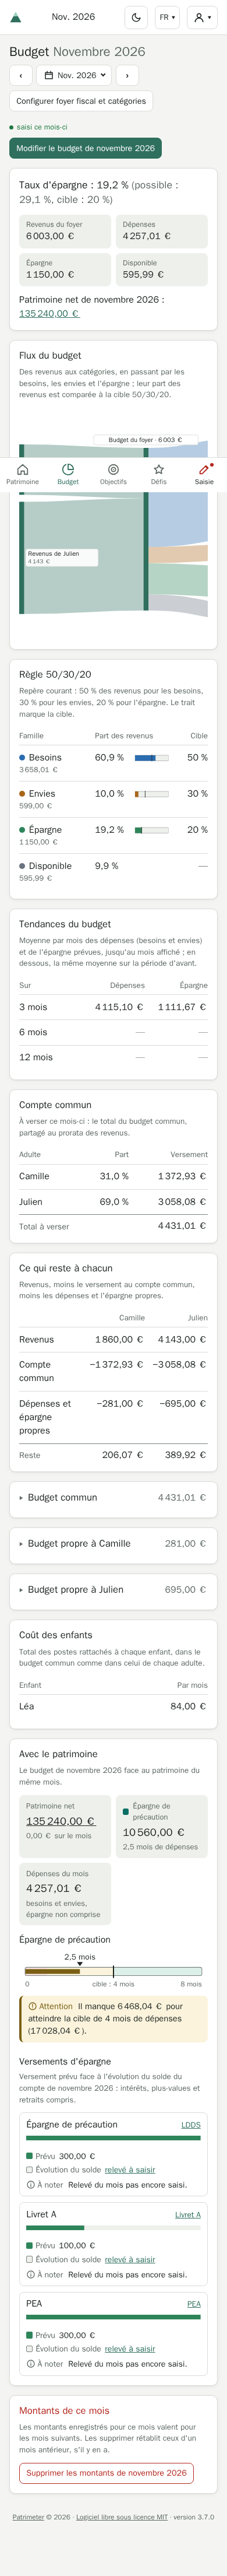 Nov. 2026
FR ▾
Budget Novembre 2026
‹ Nov. 2026 ›
Configurer foyer fiscal et catégories
saisi ce mois-ci
Modifier le budget de novembre 2026
Taux d'épargne : 19,2 % (possible :
29,1 %, cible : 20 %)
Revenus du foyer
6 003,00 €
Dépenses
4 257,01 €
Épargne
1 150,00 €
Disponible
595,99 €
Patrimoine net de novembre 2026 :
135 240,00 €
Flux du budget
Des revenus aux catégories, en passant par les
besoins, les envies et l'épargne ; leur part des
revenus est comparée à la cible 50/30/20.
Budget du foyer · 6 003 €
Patrimoine
Budget
Objectifs
Défis
Saisie
Revenus de Julien
4 143 €
Règle 50/30/20
Repère courant : 50 % des revenus pour les besoins,
30 % pour les envies, 20 % pour l'épargne. Le trait
marque la cible.
Famille Part des revenus Cible
Besoins 60,9 % 50 %
3 658,01 €
Envies 10,0 % 30 %
599,00 €
Épargne 19,2 % 20 %
1 150,00 €
Disponible 9,9 % —
595,99 €
Tendances du budget
Moyenne par mois des dépenses (besoins et envies)
et de l'épargne prévues, jusqu'au mois affiché ; en
dessous, la même moyenne sur la période d'avant.
Sur Dépenses Épargne
3 mois 4 115,10 € 1 111,67 €
6 mois — —
12 mois — —
Compte commun
À verser ce mois-ci : le total du budget commun,
partagé au prorata des revenus.
Adulte Part Versement
Camille 31,0 % 1 372,93 €
Julien 69,0 % 3 058,08 €
Total à verser 4 431,01 €
Ce qui reste à chacun
Revenus, moins le versement au compte commun,
moins les dépenses et l'épargne propres.
Camille Julien
Revenus 1 860,00 € 4 143,00 €
Compte commun −1 372,93 € −3 058,08 €
Dépenses et épargne propres −281,00 € −695,00 €
Reste 206,07 € 389,92 €
Budget commun 4 431,01 €
Budget propre à Camille 281,00 €
Budget propre à Julien 695,00 €
Coût des enfants
Total des postes rattachés à chaque enfant, dans le
budget commun comme dans celui de chaque adulte.
Enfant Par mois
Léa 84,00 €
Avec le patrimoine
Le budget de novembre 2026 face au patrimoine du
même mois.
Patrimoine net
135 240,00 €
0,00 € sur le mois
Épargne de
précaution
10 560,00 €
2,5 mois de dépenses
Dépenses du mois
4 257,01 €
besoins et envies,
épargne non comprise
Épargne de précaution
2,5 mois
0 cible : 4 mois 8 mois
Attention Il manque 6 468,04 € pour
atteindre la cible de 4 mois de dépenses
(17 028,04 €).
Versements d'épargne
Versement prévu face à l'évolution du solde du
compte de novembre 2026 : intérêts, plus-values et
retraits compris.
Épargne de précaution LDDS
Prévu 300,00 €
Évolution du solde relevé à saisir
À noter Relevé du mois pas encore saisi.
Livret A Livret A
Prévu 100,00 €
Évolution du solde relevé à saisir
À noter Relevé du mois pas encore saisi.
PEA PEA
Prévu 300,00 €
Évolution du solde relevé à saisir
À noter Relevé du mois pas encore saisi.
Montants de ce mois
Les montants enregistrés pour ce mois valent pour
les mois suivants. Les supprimer rétablit ceux d'un
mois antérieur, s'il y en a.
Supprimer les montants de novembre 2026
Patrimeter © 2026 · Logiciel libre sous licence MIT · version 3.7.0